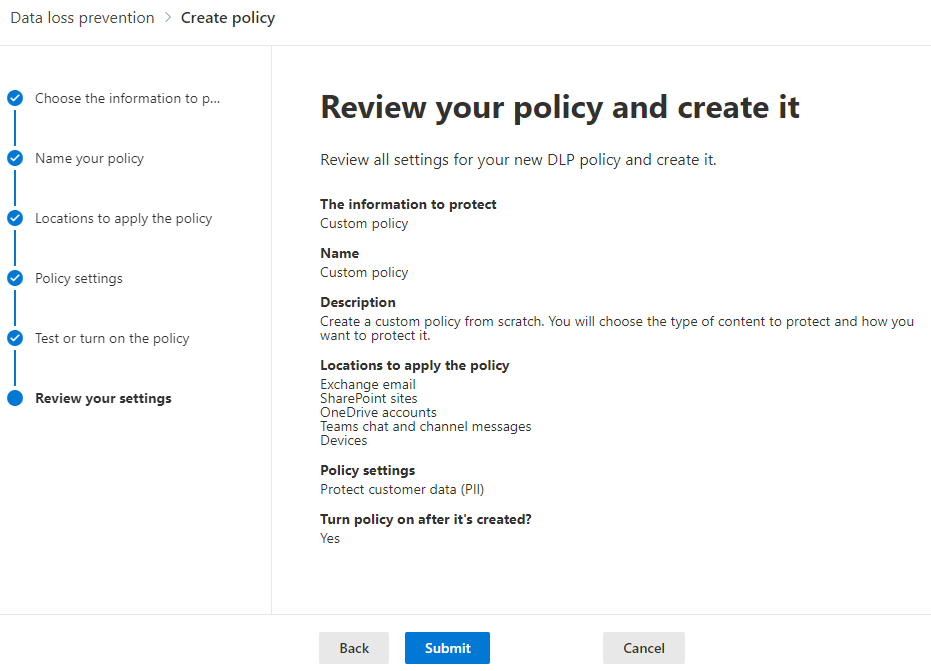 Data loss prevention > Create policy
Choose the information to p...
Name your policy
Locations to apply the policy
Policy settings
Test or turn on the policy
Review your settings
Review your policy and create it
Review all settings for your new DLP policy and create it.
The information to protect
Custom policy
Name
Custom policy
Description
Create a custom policy from scratch. You will choose the type of content to protect and how you
want to protect it.
Locations to apply the policy
Exchange email
SharePoint sites
OneDrive accounts
Teams chat and channel messages
Devices
Policy settings
Protect customer data (PII)
Turn policy on after it's created?
Yes
Back Submit Cancel